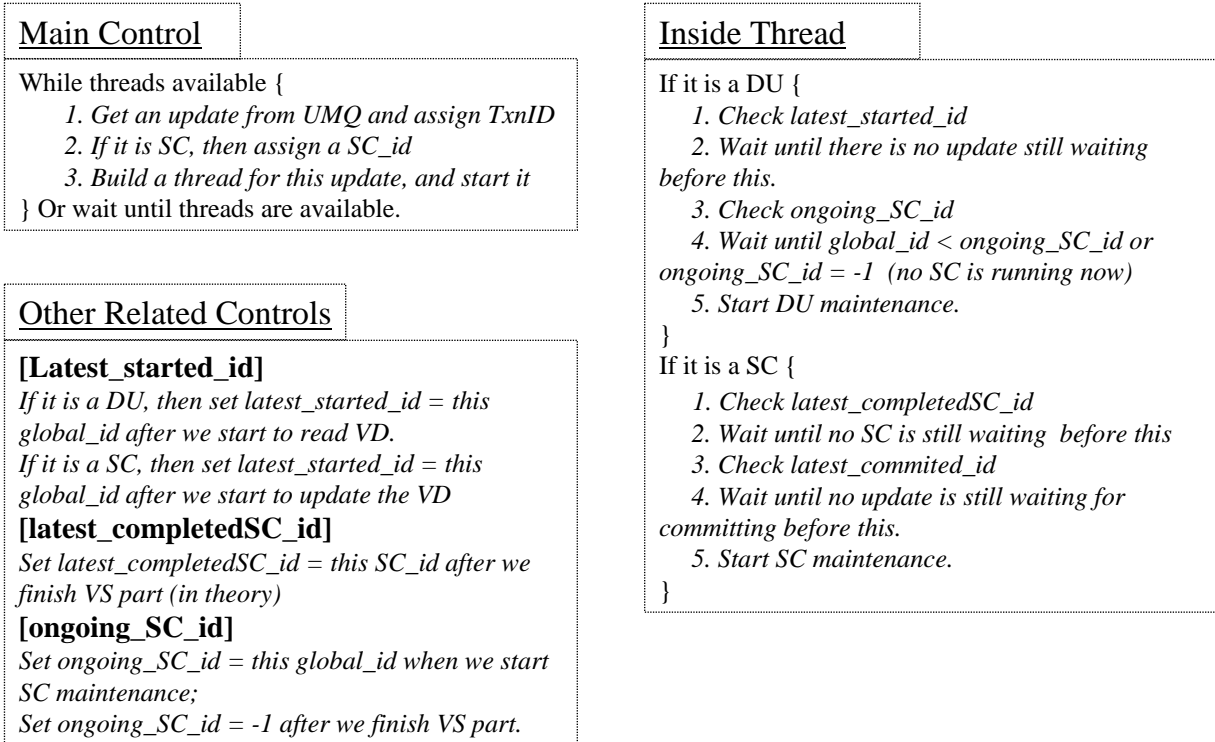 Main Control
While threads available {
1. Get an update from UMQ and assign TxnID
2. If it is SC, then assign a SC_id
3. Build a thread for this update, and start it
} Or wait until threads are available.
Other Related Controls
[Latest_started_id]
If it is a DU, then set latest_started_id = this
global_id after we start to read VD.
If it is a SC, then set latest_started_id = this
global_id after we start to update the VD
[latest_completedSC_id]
Set latest_completedSC_id = this SC_id after we
finish VS part (in theory)
[ongoing_SC_id]
Set ongoing_SC_id = this global_id when we start
SC maintenance;
Set ongoing_SC_id = -1 after we finish VS part.
Inside Thread
If it is a DU {
1. Check latest_started_id
2. Wait until there is no update still waiting
before this.
3. Check ongoing_SC_id
4. Wait until global_id < ongoing_SC_id or
ongoing_SC_id = -1 (no SC is running now)
5. Start DU maintenance.
}
If it is a SC {
1. Check latest_completedSC_id
2. Wait until no SC is still waiting before this
3. Check latest_commited_id
4. Wait until no update is still waiting for
committing before this.
5. Start SC maintenance.
}